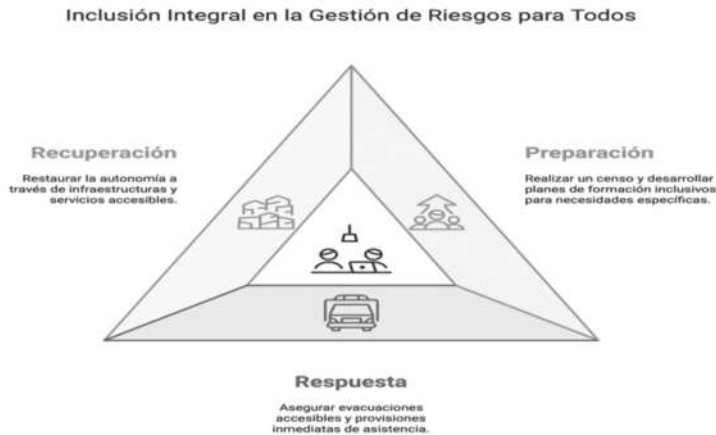 Inclusión Integral en la Gestión de Riesgos para Todos
Recuperación
Restaurar la autonomía a
través de infraestructuras y
servicios accesibles.
Preparación
Realizar un censo y desarrollar
planes de formación inclusivos
para necesidades específicas.
Respuesta
Asegurar evacuaciones
accesibles y provisiones
inmediatas de asistencia.